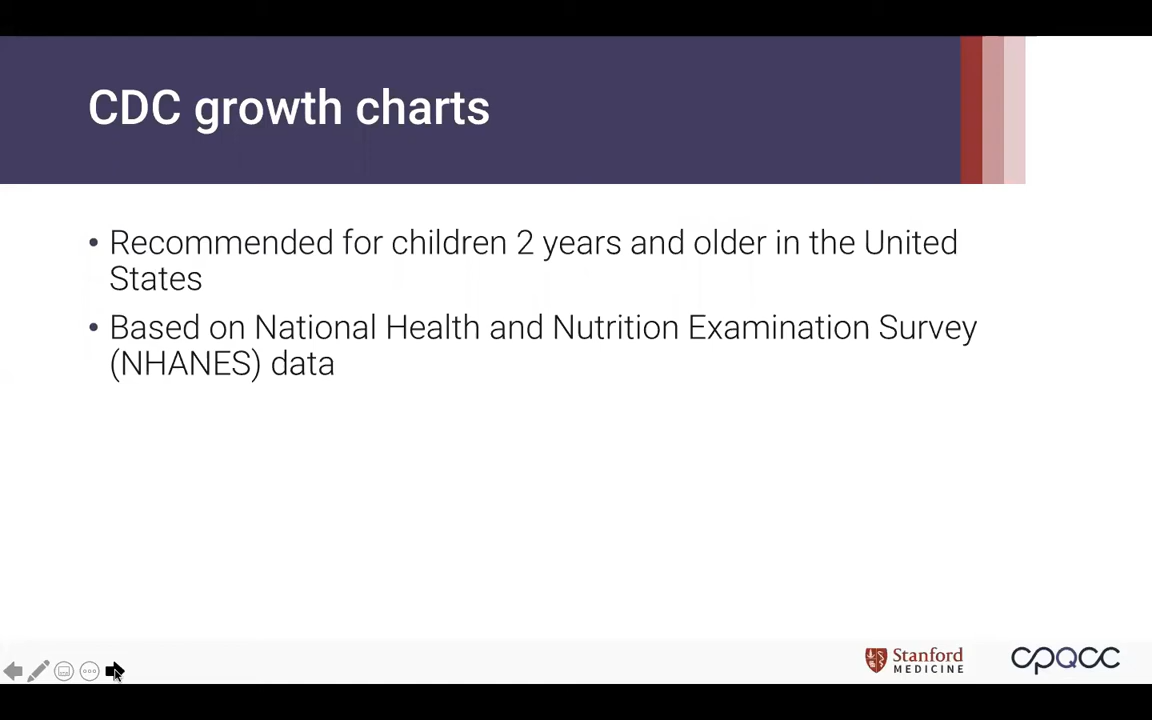 CDC growth charts
• Recommended for children 2 years and older in the United
States
• Based on National Health and Nutrition Examination Survey
(NHANES) data
Stanford
MEDICINE
cpqcc